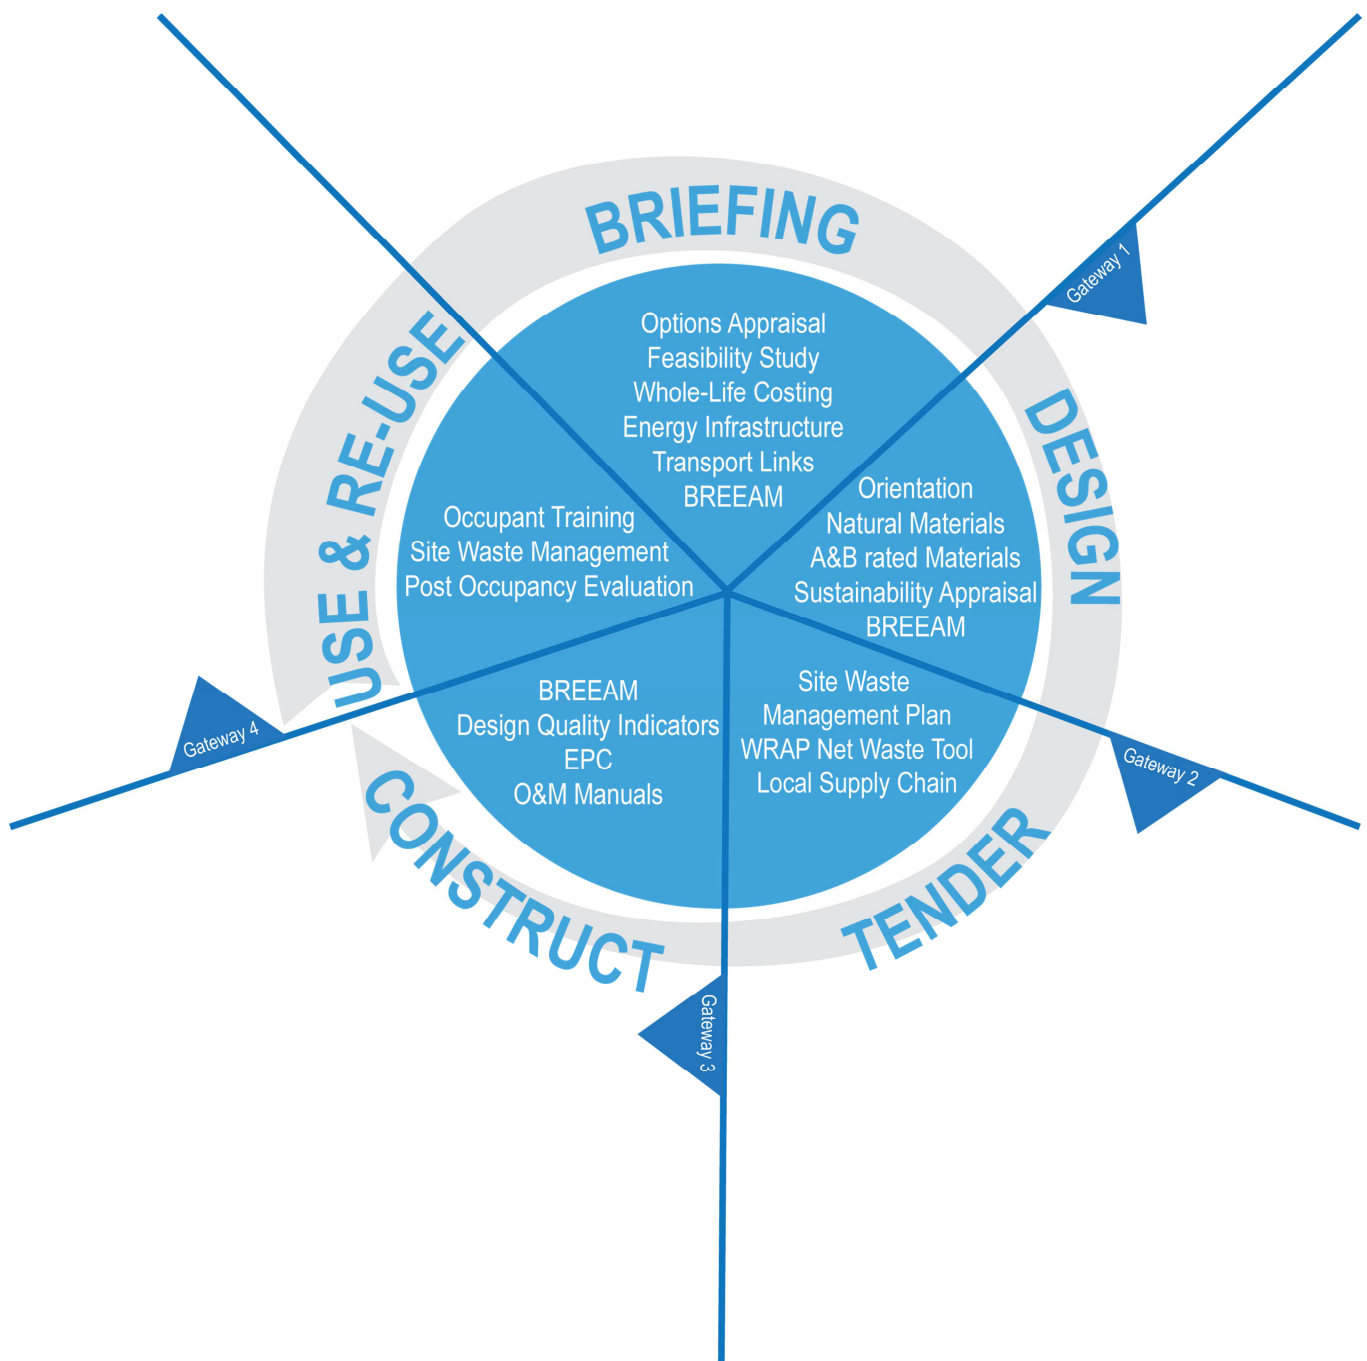 BRIEFING
Options Appraisal
Feasibility Study
Whole-Life Costing
Energy Infrastructure
Transport Links
BREEAM
Gateway 1
DESIGN
Orientation
Natural Materials
A&B rated Materials
Sustainability Appraisal
BREEAM
Gateway 2
TENDER
Site Waste
Management Plan
WRAP Net Waste Tool
Local Supply Chain
Gateway 3
CONSTRUCT
BREEAM
Design Quality Indicators
EPC
O&M Manuals
Gateway 4
USE & RE-USE
Occupant Training
Site Waste Management
Post Occupancy Evaluation